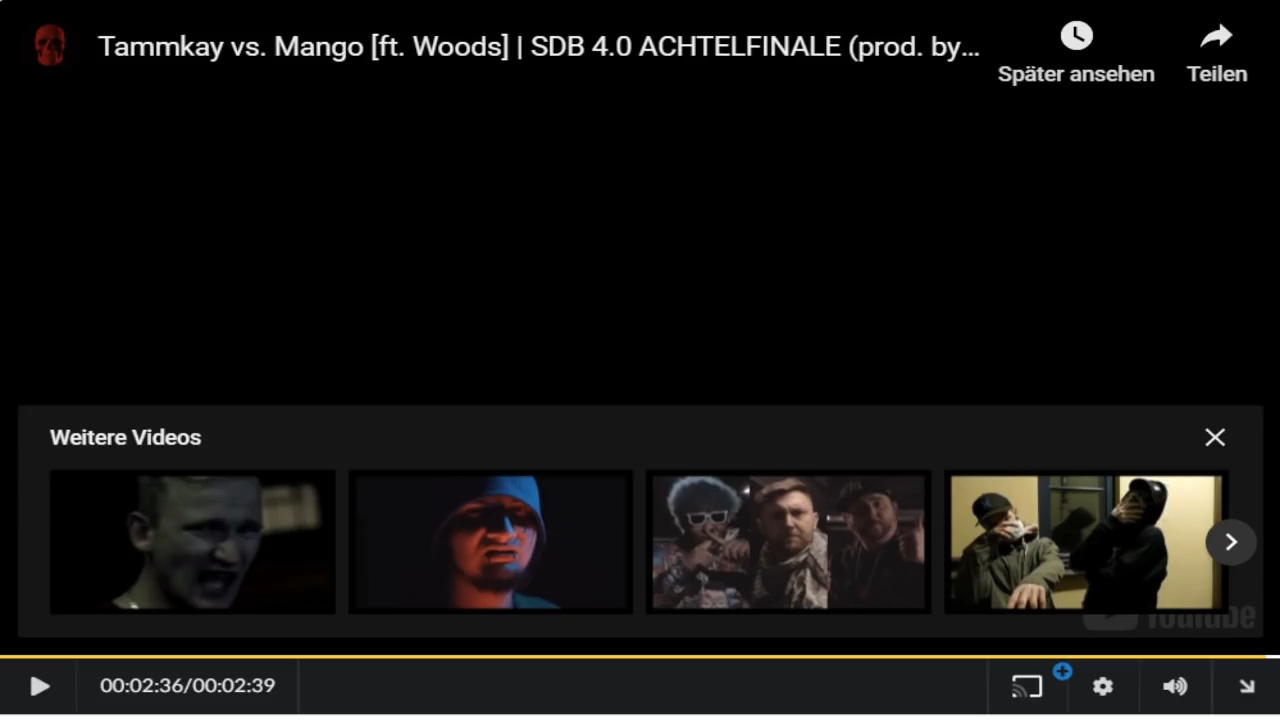 Tammkay vs. Mango [ft. Woods] | SDB 4.0 ACHTELFINALE (prod. by...
Später ansehen
Teilen
Weitere Videos
YouTube
00:02:36/00:02:39